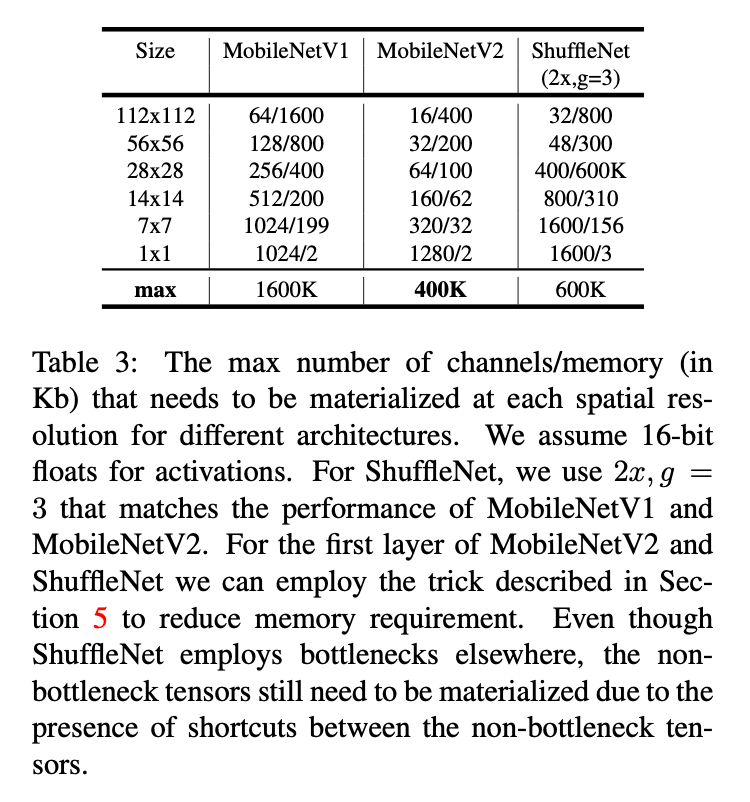 Size MobileNetV1 MobileNetV2 ShuffleNet
(2x,g=3)
112x112 64/1600 16/400 32/800
56x56 128/800 32/200 48/300
28x28 256/400 64/100 400/600K
14x14 512/200 160/62 800/310
7x7 1024/199 320/32 1600/156
1x1 1024/2 1280/2 1600/3
max 1600K 400K 600K
Table 3: The max number of channels/memory (in
Kb) that needs to be materialized at each spatial res-
olution for different architectures. We assume 16-bit
floats for activations. For ShuffleNet, we use 2x, g =
3 that matches the performance of MobileNetV1 and
MobileNetV2. For the first layer of MobileNetV2 and
ShuffleNet we can employ the trick described in Sec-
tion 5 to reduce memory requirement. Even though
ShuffleNet employs bottlenecks elsewhere, the non-
bottleneck tensors still need to be materialized due to the
presence of shortcuts between the non-bottleneck ten-
sors.